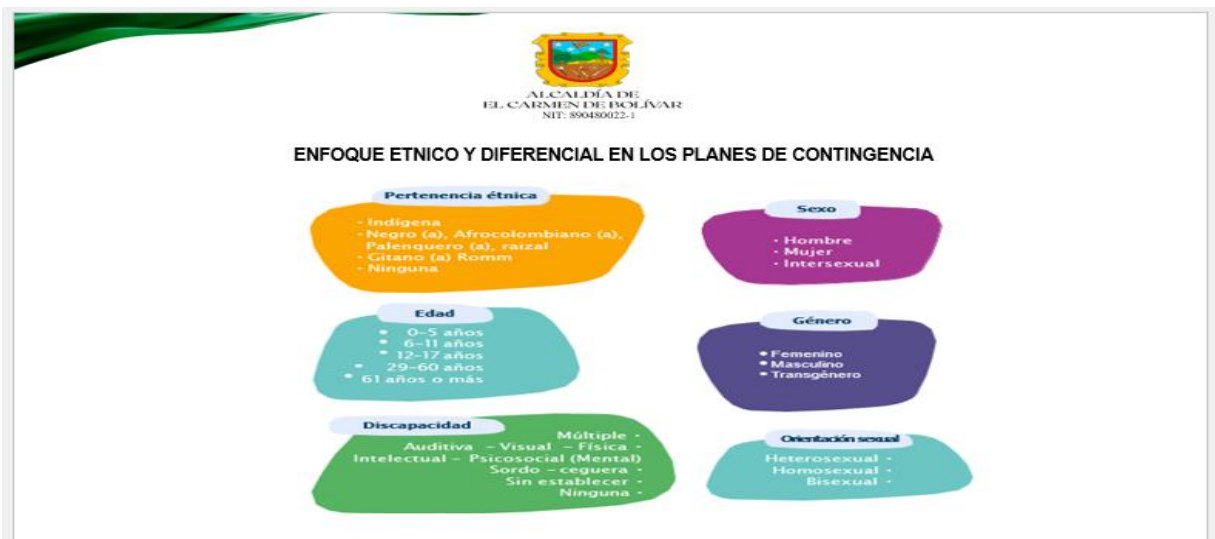 ALCALDÍA DE
EL CARMEN DE BOLÍVAR
NIT: 890480022-1
ENFOQUE ETNICO Y DIFERENCIAL EN LOS PLANES DE CONTINGENCIA
Pertenencia étnica
- Indígena
- Negro (a), Afrocolombiano (a),
Palenquero (a), raizal
- Gitano (a) Romm
- Ninguna
Sexo
- Hombre
- Mujer
- Intersexual
Edad
• 0-5 años
• 6-11 años
• 12-17 años
• 29-60 años
• 61 años o más
Género
• Femenino
• Masculino
• Transgénero
Discapacidad
Múltiple -
Auditiva - Visual - Física -
Intelectual - Psicosocial (Mental)
Sordo - ceguera -
Sin establecer -
Ninguna -
Orientación sexual
Heterosexual -
Homosexual -
Bisexual -